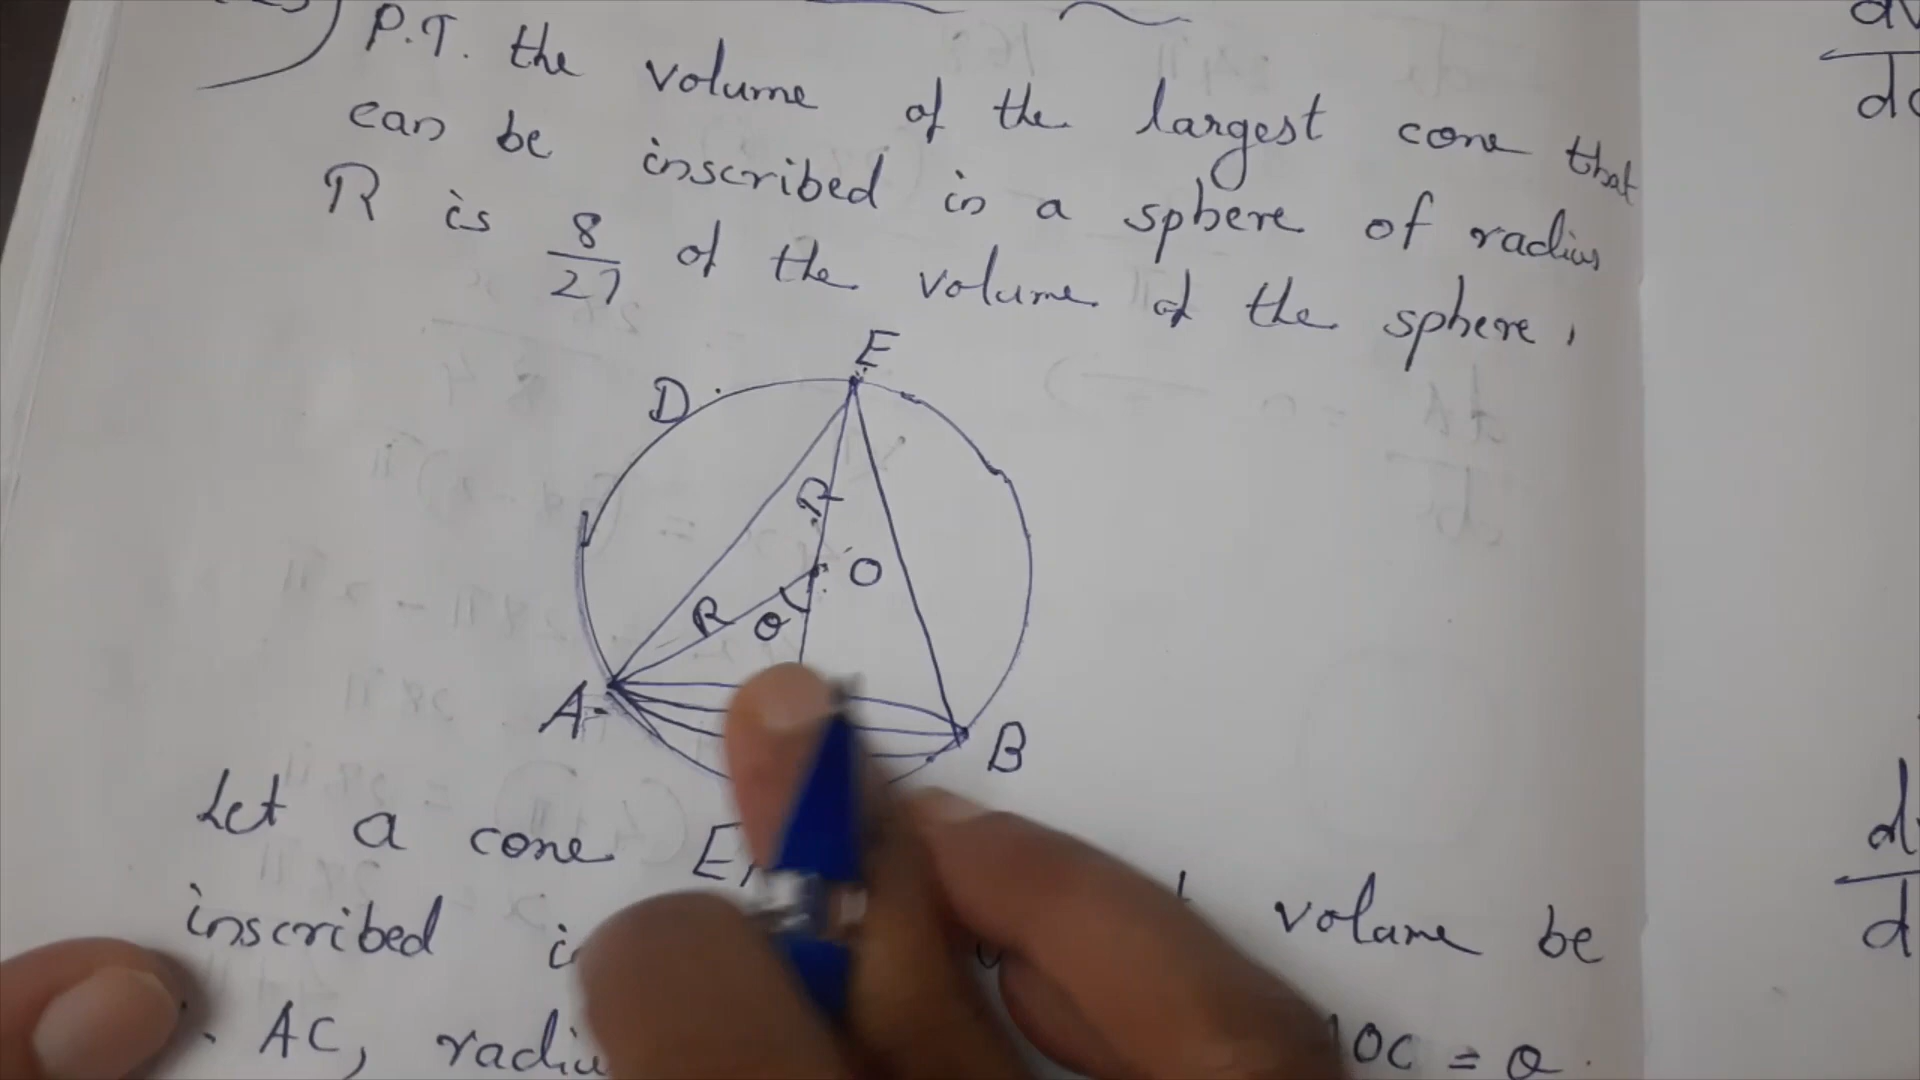 P.T. the volume of the largest cone that
can be inscribed in a sphere of radius
R is 8/27 of the volume of the sphere.
E
D
R
O
R θ
A
B
Let a cone volume be
inscribed
AC, OC = θ.
dv